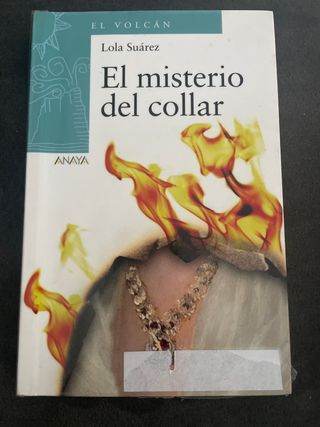 EL VOLCÁN
Lola Suárez
El misterio
del collar
ANAYA